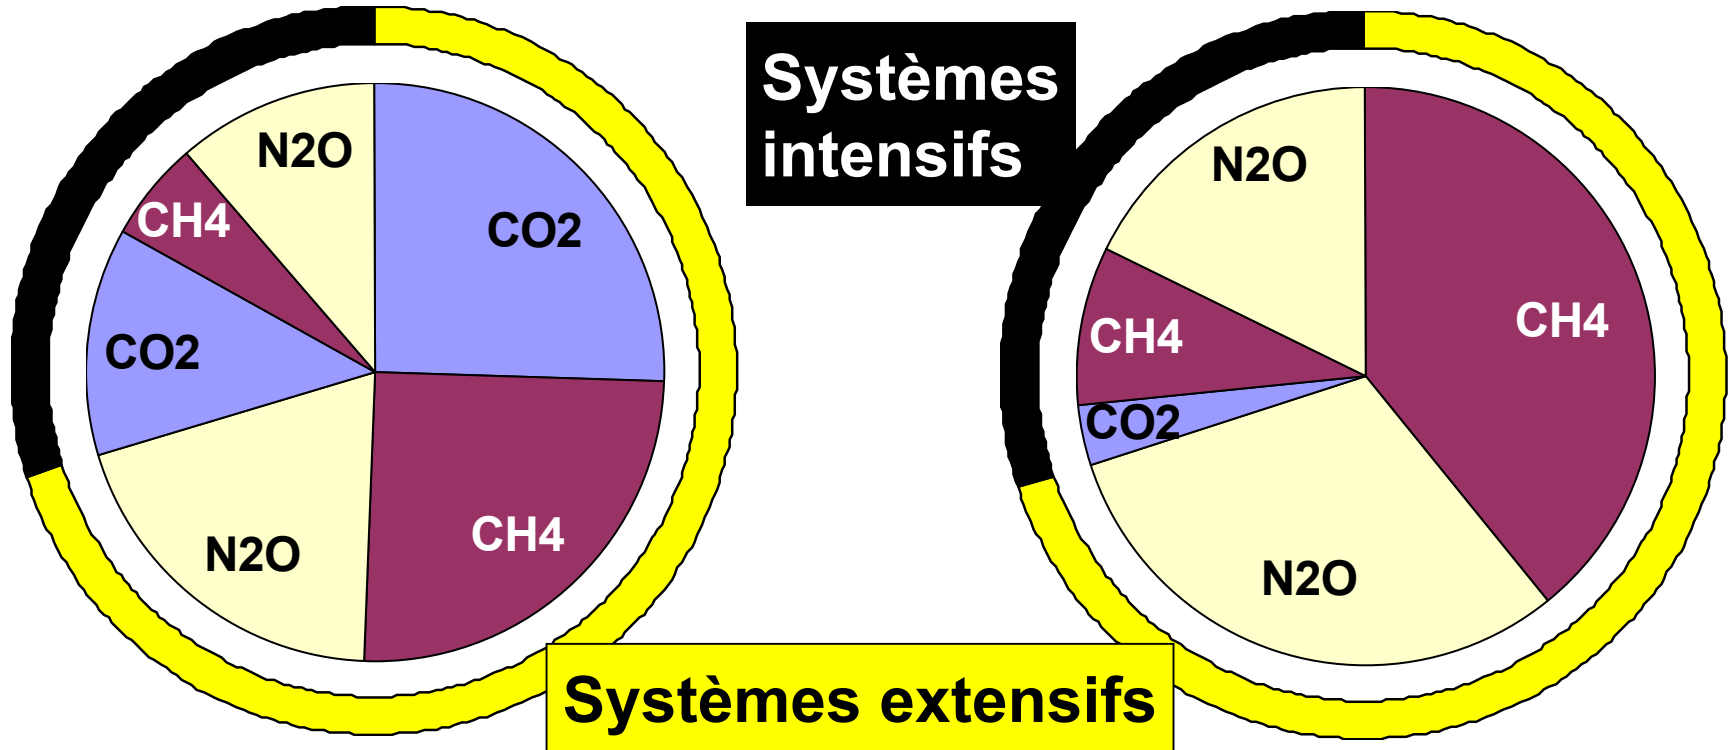 N2O
CH4
CO2
CO2
N2O
CH4
Systèmes
intensifs
N2O
CH4
CH4
CO2
N2O
Systèmes extensifs